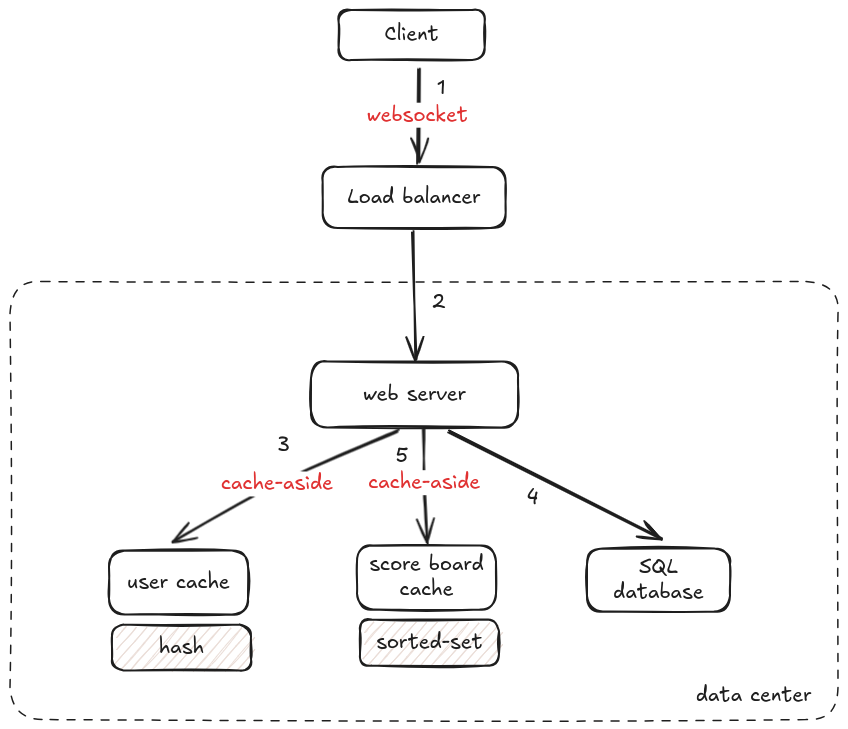 Client
1
websocket
Load balancer
2
web server
3
5
cache-aside
cache-aside
4
user cache
score board
cache
SQL
database
hash
sorted-set
data center